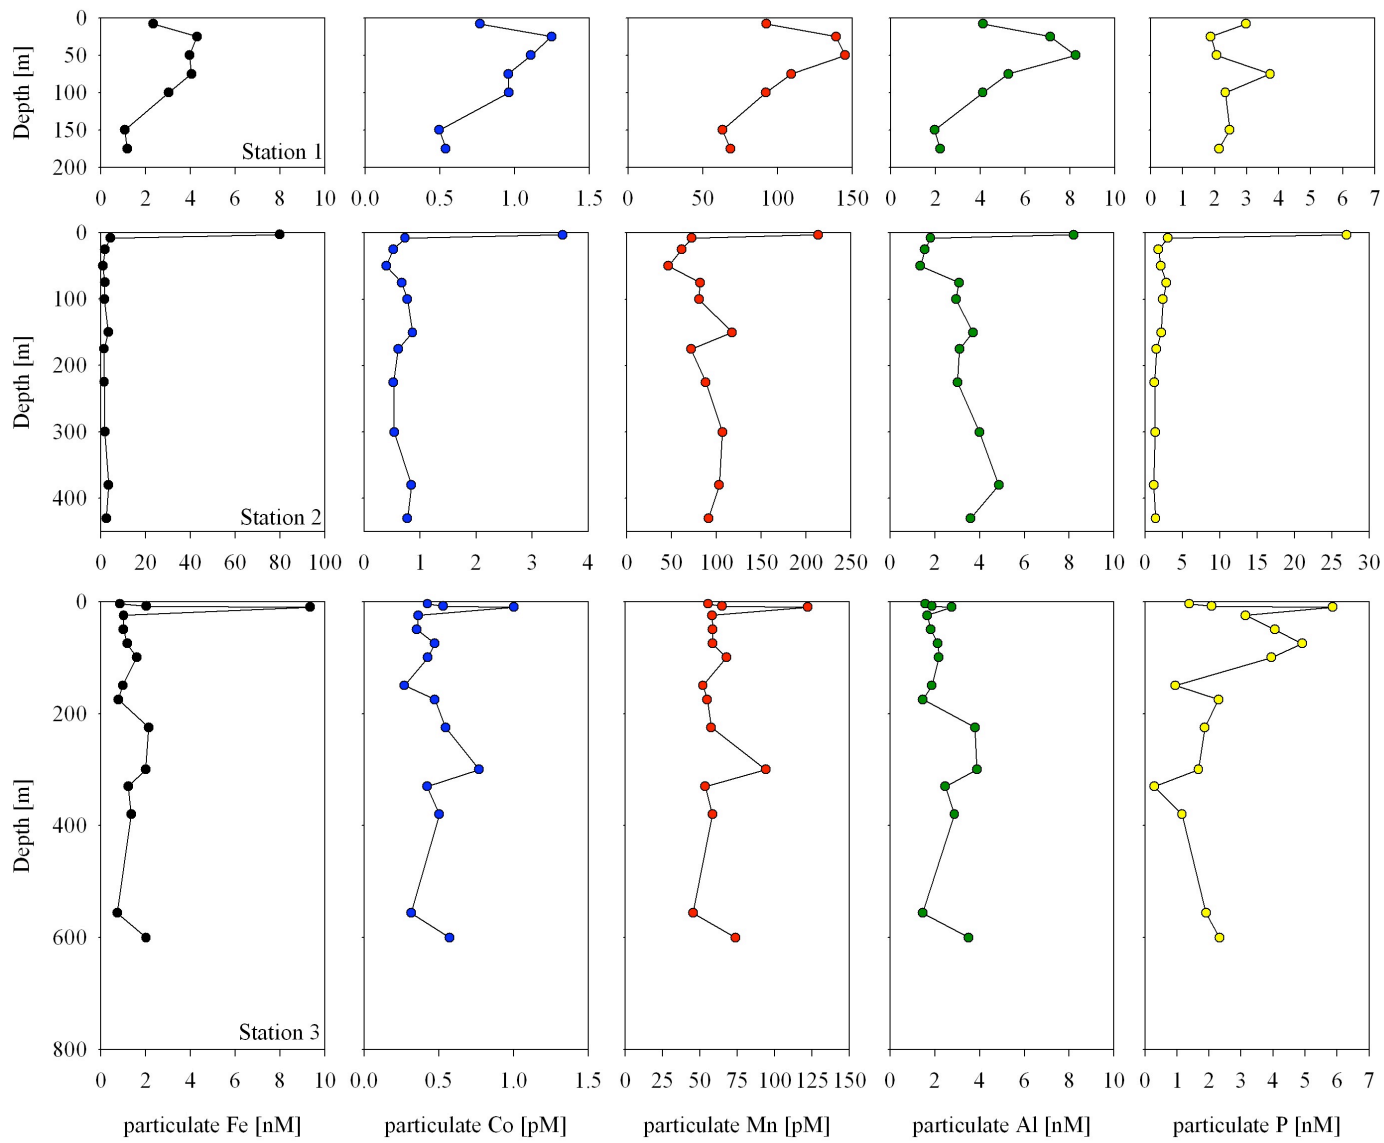 0
50
100
150
200
Depth [m]
Station 1
0 2 4 6 8 10
0.0 0.5 1.0 1.5
0 50 100 150
0 2 4 6 8 10
0 1 2 3 4 5 6 7
0
100
200
300
400
Depth [m]
Station 2
0 20 40 60 80 100
0 1 2 3 4
0 50 100 150 200 250
0 2 4 6 8 10
0 5 10 15 20 25 30
0
200
400
600
800
Depth [m]
Station 3
0 2 4 6 8 10
0.0 0.5 1.0 1.5
0 25 50 75 100 125 150
0 2 4 6 8 10
0 1 2 3 4 5 6 7
particulate Fe [nM]
particulate Co [pM]
particulate Mn [pM]
particulate Al [nM]
particulate P [nM]